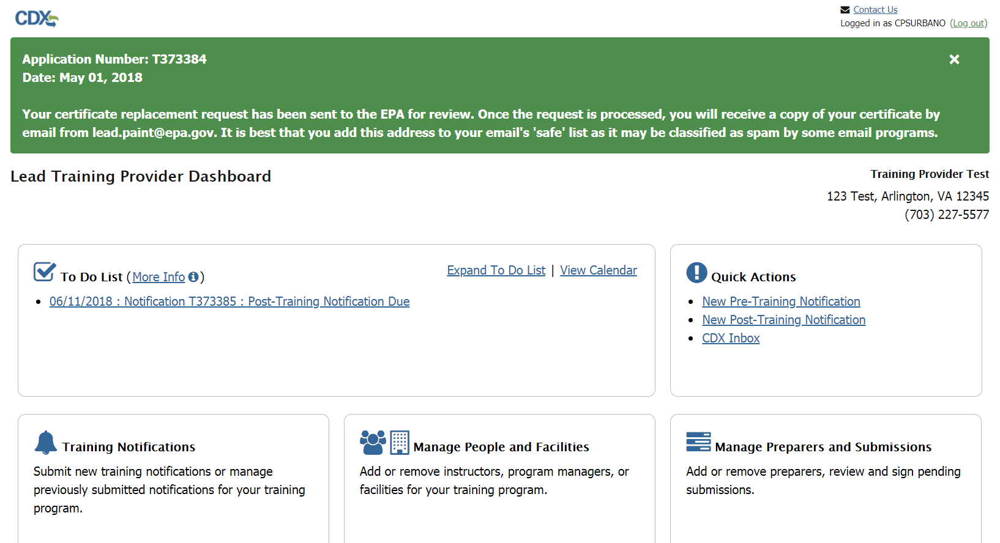 CDX
Contact Us
Logged in as CPSURBANO (Log out)
Application Number: T373384
Date: May 01, 2018
Your certificate replacement request has been sent to the EPA for review. Once the request is processed, you will receive a copy of your certificate by
email from lead.paint@epa.gov. It is best that you add this address to your email's 'safe' list as it may be classified as spam by some email programs.
Lead Training Provider Dashboard
Training Provider Test
123 Test, Arlington, VA 12345
(703) 227-5577
To Do List (More Info)
Expand To Do List | View Calendar
06/11/2018 : Notification T373385 : Post-Training Notification Due
Quick Actions
New Pre-Training Notification
New Post-Training Notification
CDX Inbox
Training Notifications
Submit new training notifications or manage
previously submitted notifications for your training
program.
Manage People and Facilities
Add or remove instructors, program managers, or
facilities for your training program.
Manage Preparers and Submissions
Add or remove preparers, review and sign pending
submissions.